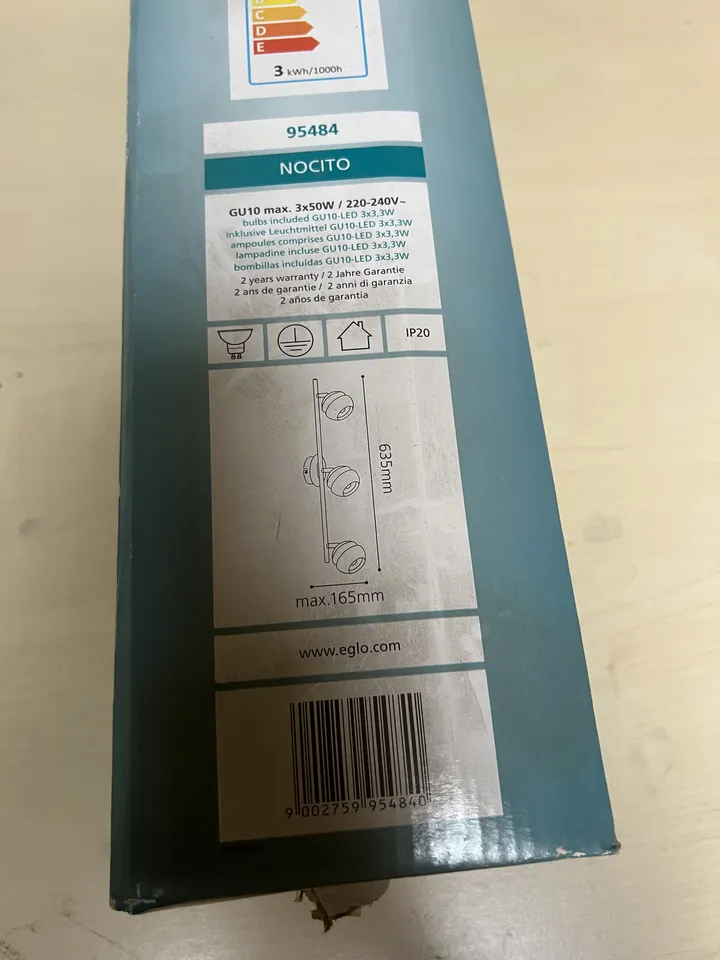 C
D
E
3 kWh/1000h
95484
NOCITO
GU10 max. 3x50W / 220-240V~
bulbs included GU10-LED 3x3,3W
inklusive Leuchtmittel GU10-LED 3x3,3W
ampoules comprises GU10-LED 3x3,3W
lampadine incluse GU10-LED 3x3,3W
bombillas incluídas GU10-LED 3x3,3W
2 years warranty / 2 Jahre Garantie
2 ans de garantie / 2 anni di garanzia
2 años de garantía
IP20
635mm
max.165mm
www.eglo.com
9 002759 954840